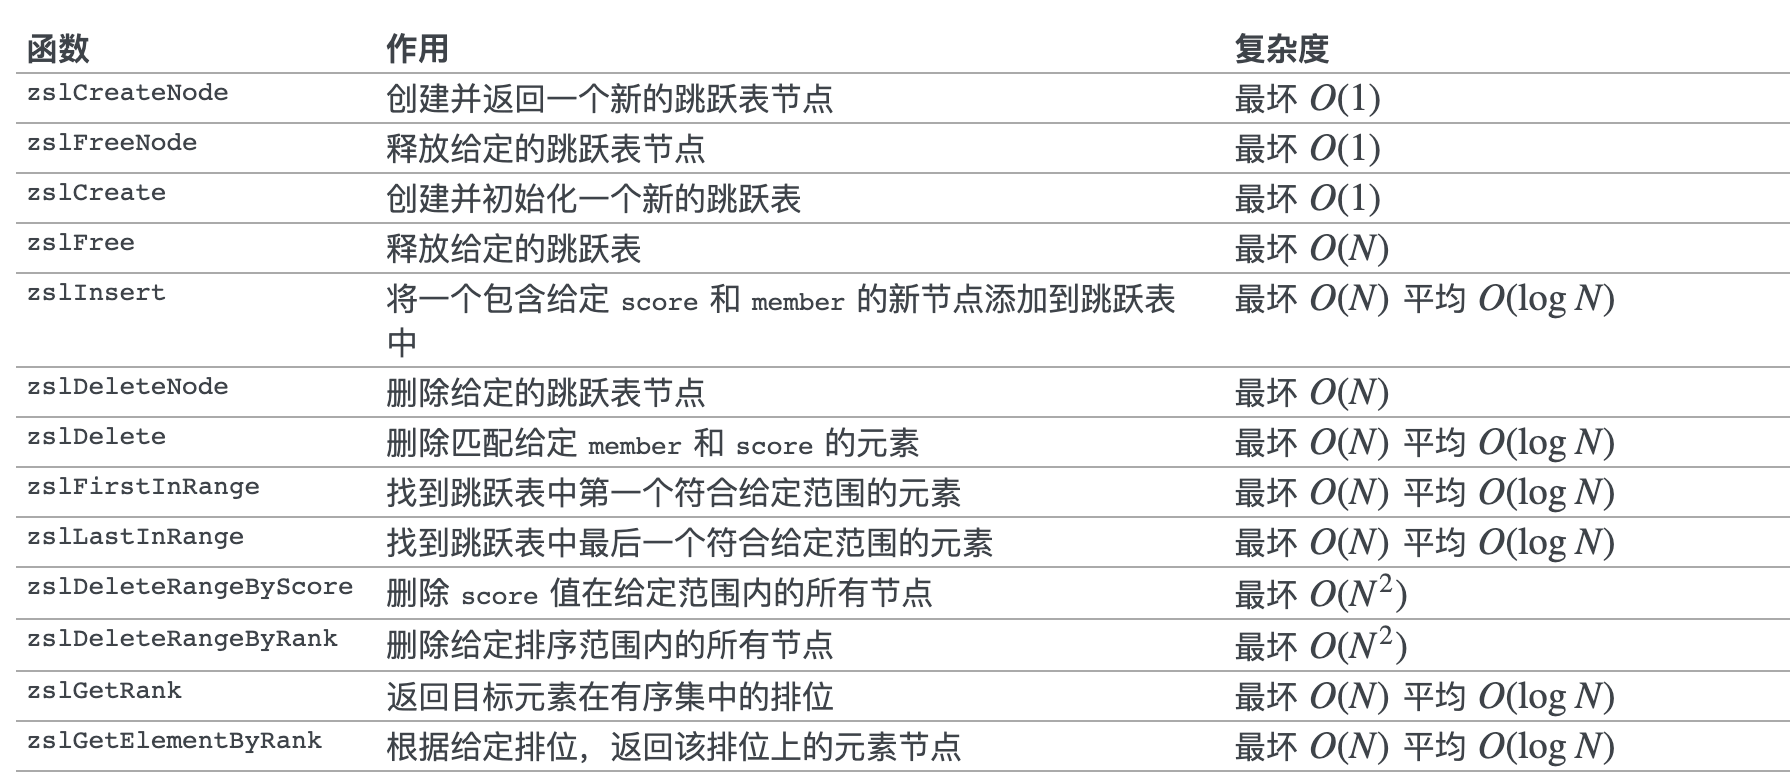 函数 作用 复杂度
zslCreateNode 创建并返回一个新的跳跃表节点 最坏 O(1)
zslFreeNode 释放给定的跳跃表节点 最坏 O(1)
zslCreate 创建并初始化一个新的跳跃表 最坏 O(1)
zslFree 释放给定的跳跃表 最坏 O(N)
zslInsert 将一个包含给定 score 和 member 的新节点添加到跳跃表 最坏 O(N) 平均 O(log N)
中
zslDeleteNode 删除给定的跳跃表节点 最坏 O(N)
zslDelete 删除匹配给定 member 和 score 的元素 最坏 O(N) 平均 O(log N)
zslFirstInRange 找到跳跃表中第一个符合给定范围的元素 最坏 O(N) 平均 O(log N)
zslLastInRange 找到跳跃表中最后一个符合给定范围的元素 最坏 O(N) 平均 O(log N)
zslDeleteRangeByScore 删除 score 值在给定范围内的所有节点 最坏 O(N²)
zslDeleteRangeByRank 删除给定排序范围内的所有节点 最坏 O(N²)
zslGetRank 返回目标元素在有序集中的排位 最坏 O(N) 平均 O(log N)
zslGetElementByRank 根据给定排位，返回该排位上的元素节点 最坏 O(N) 平均 O(log N)